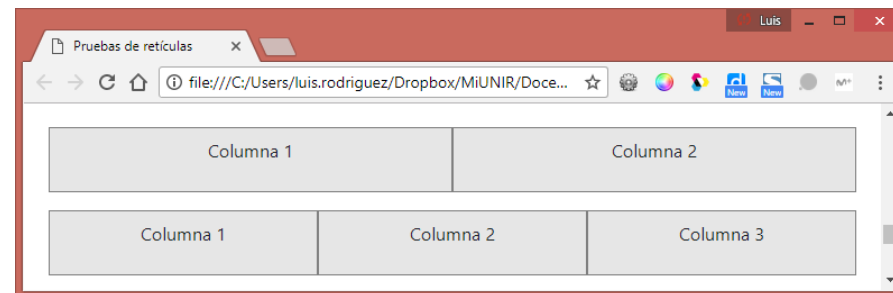 Luis
Pruebas de retículas
file:///C:/Users/luis.rodriguez/Dropbox/MiUNIR/Doce...
New New M+
Columna 1 Columna 2
Columna 1 Columna 2 Columna 3